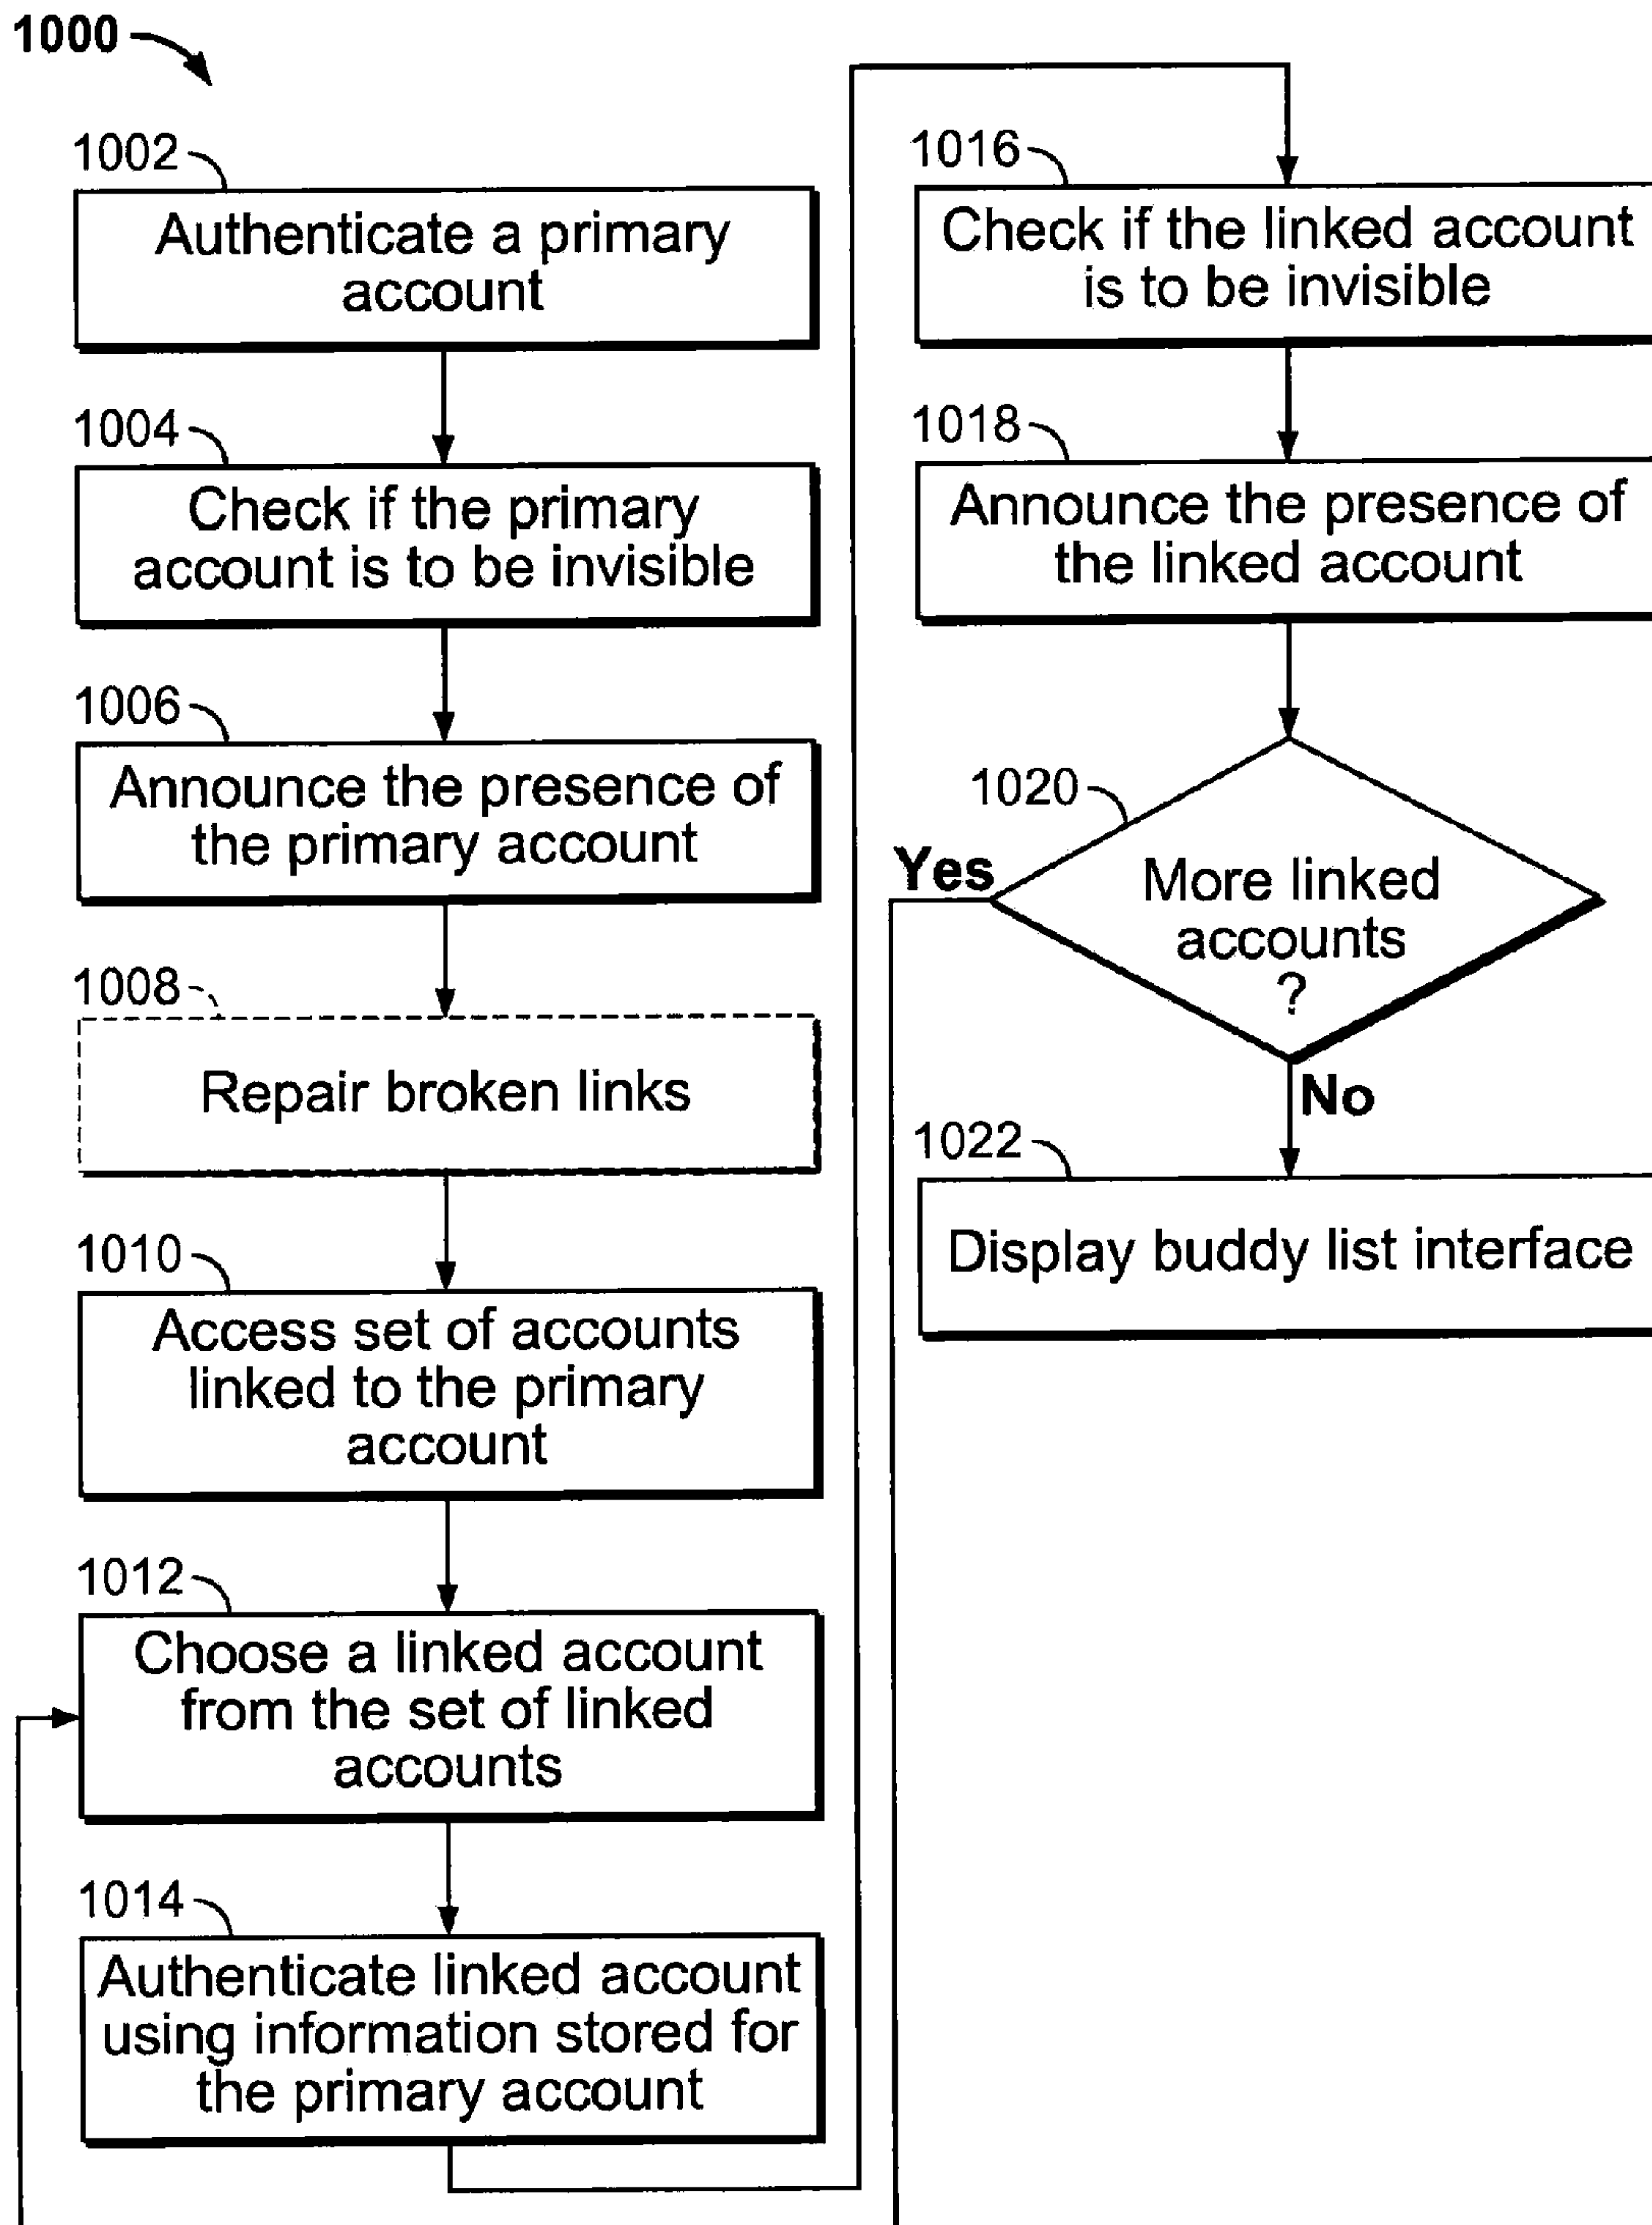 1000
1002
Authenticate a primary
account
1004
Check if the primary
account is to be invisible
1006
Announce the presence of
the primary account
1008
Repair broken links
1010
Access set of accounts
linked to the primary
account
1012
Choose a linked account
from the set of linked
accounts
1014
Authenticate linked account
using information stored for
the primary account
1016
Check if the linked account
is to be invisible
1018
Announce the presence of
the linked account
1020
Yes
More linked
accounts
?
No
1022
Display buddy list interface